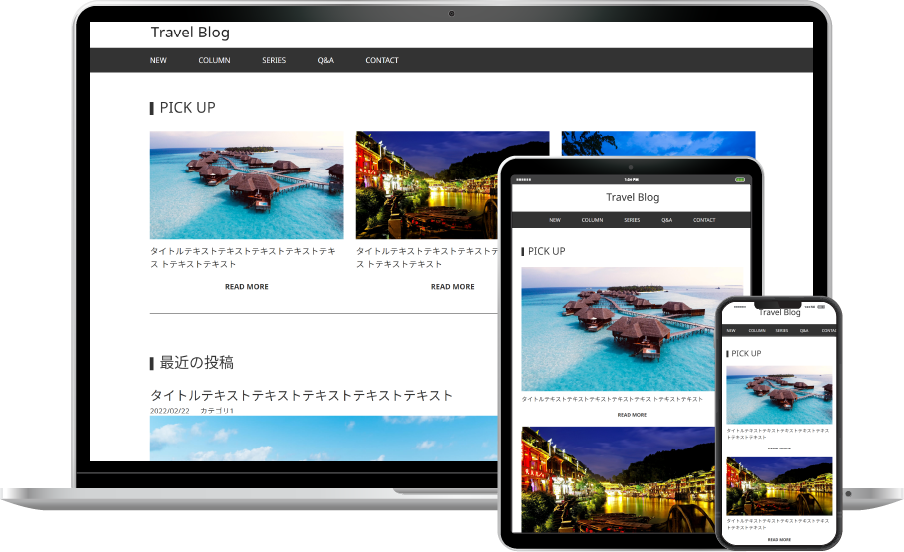 Travel Blog
NEW COLUMN SERIES Q&A CONTACT
PICK UP
タイトルテキストテキストテキストテキストテキ
ス トテキストテキスト
READ MORE
タイトルテキストテキストテキストテ
ス トテキストテキスト
READ MORE
最近の投稿
タイトルテキストテキストテキストテキストテキスト
2022/02/22 カテゴリ1
1:04 PM
Travel Blog
NEW COLUMN SERIES Q&A CONTACT
PICK UP
タイトルテキストテキストテキストテキストテキス トテキストテキスト
READ MORE
Travel Blog
NEW COLUMN SERIES Q&A CONTA
PICK UP
タイトルテキストテキストテキストテキストテキス
トテキストテキスト
タイトルテキストテキストテキストテキストテキス
トテキストテキスト
READ MORE